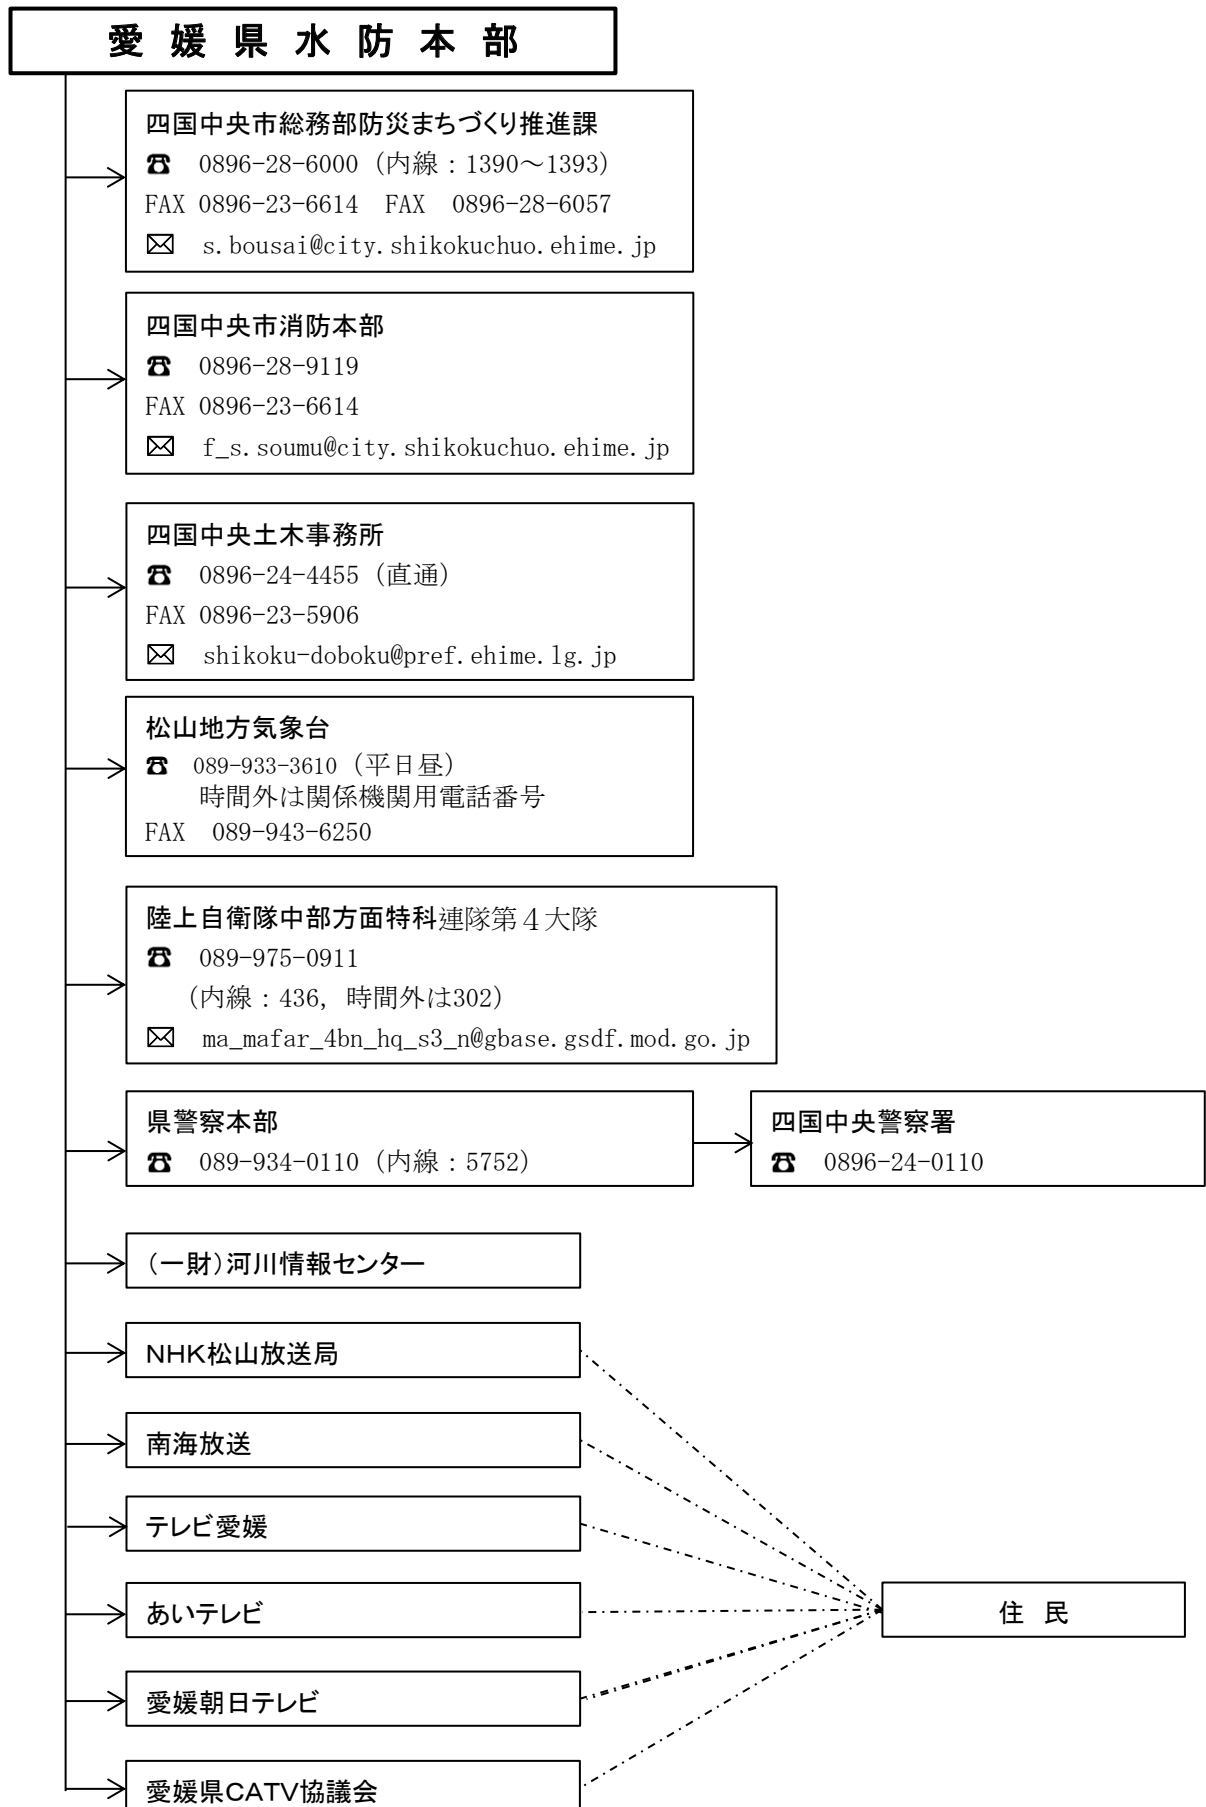 愛媛県水防本部
四国中央市総務部防災まちづくり推進課
☎ 0896-28-6000（内線：1390～1393）
FAX 0896-23-6614 FAX 0896-28-6057
✉ s.bousai@city.shikokuchuo.ehime.jp
四国中央市消防本部
☎ 0896-28-9119
FAX 0896-23-6614
✉ f_s.soumu@city.shikokuchuo.ehime.jp
四国中央土木事務所
☎ 0896-24-4455（直通）
FAX 0896-23-5906
✉ shikoku-doboku@pref.ehime.lg.jp
松山地方気象台
☎ 089-933-3610（平日昼）
時間外は関係機関用電話番号
FAX 089-943-6250
陸上自衛隊中部方面特科連隊第４大隊
☎ 089-975-0911
（内線：436，時間外は302）
✉ ma_mafar_4bn_hq_s3_n@gbase.gsdf.mod.go.jp
県警察本部
☎ 089-934-0110（内線：5752）
四国中央警察署
☎ 0896-24-0110
（一財）河川情報センター
NHK松山放送局
南海放送
テレビ愛媛
あいテレビ
住 民
愛媛朝日テレビ
愛媛県CATV協議会